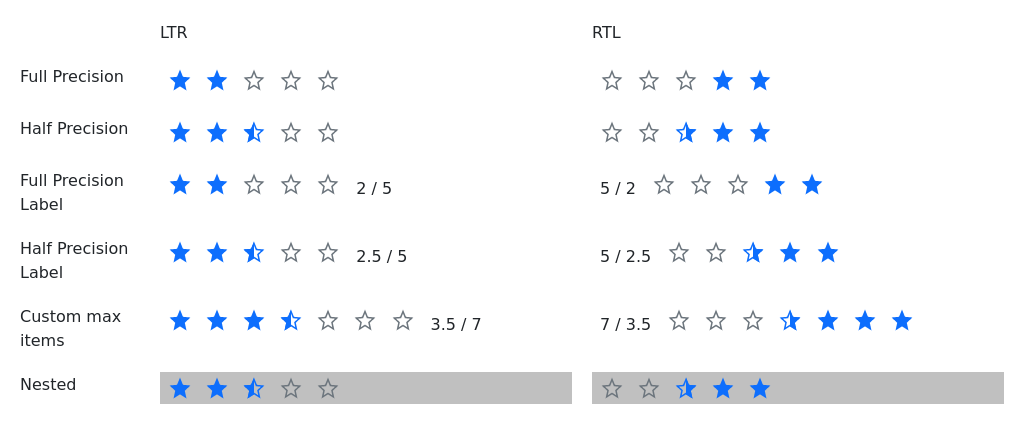 LTR RTL
Full Precision
Half Precision
Full Precision
Label
2 / 5 5 / 2
Half Precision
Label
2.5 / 5 5 / 2.5
Custom max
items
3.5 / 7 7 / 3.5
Nested